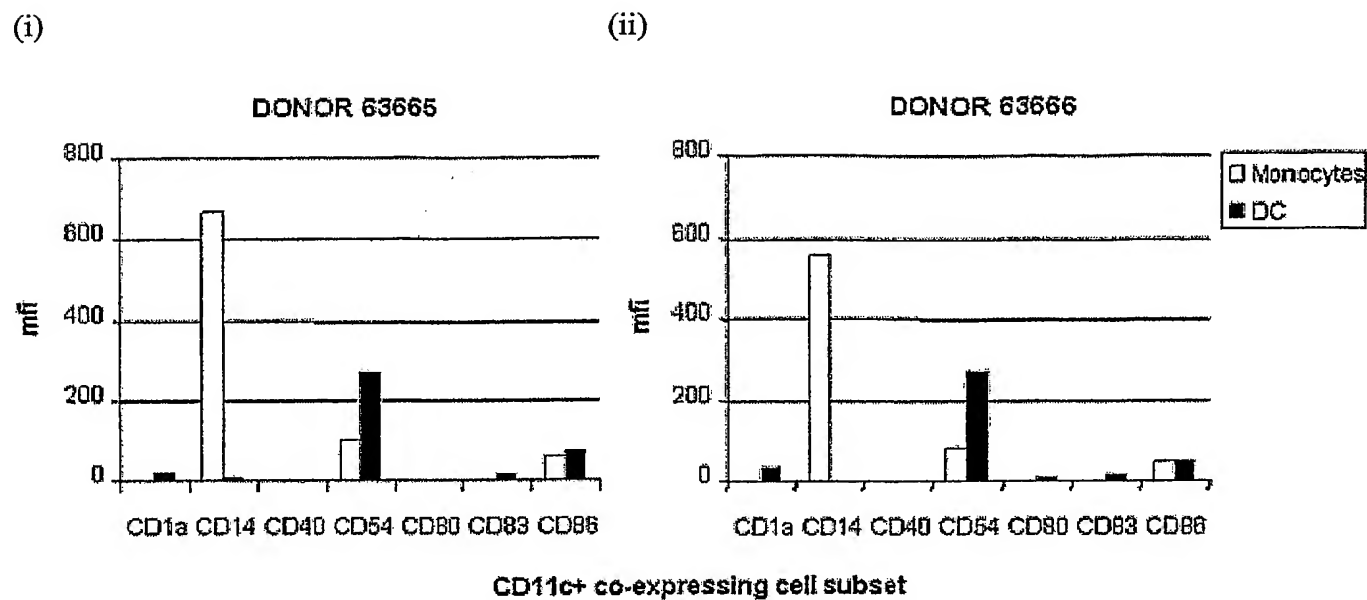 (i)
(ii)
DONOR 63665
800
600
400
200
0
mfi
CD1a CD14 CD40 CD54 CD80 CD83 CD86
DONOR 63666
800
600
400
200
0
mfi
CD1a CD14 CD40 CD54 CD80 CD83 CD86
Monocytes
DC
CD11c+ co-expressing cell subset